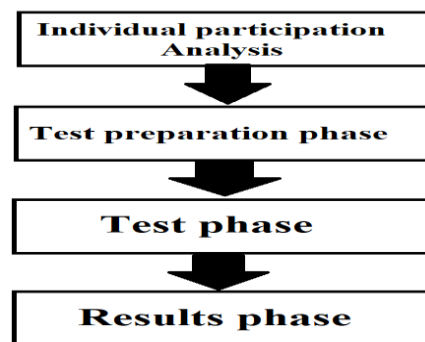 Individual participation
Analysis
Test preparation phase
Test phase
Results phase